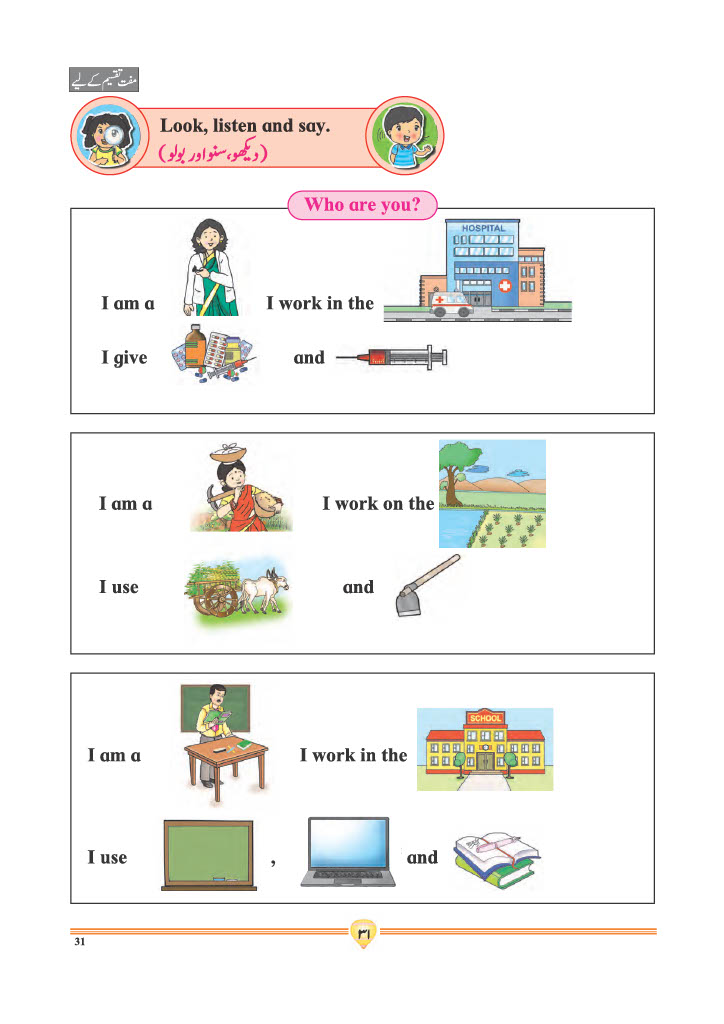 مفت تقسیم کے لیے
Look, listen and say.
(دیکھو، سنو اور بولو)
Who are you?
HOSPITAL
I am a I work in the
I give and
I am a I work on the
I use and
SCHOOL
I am a I work in the
I use , and
۳۱
31